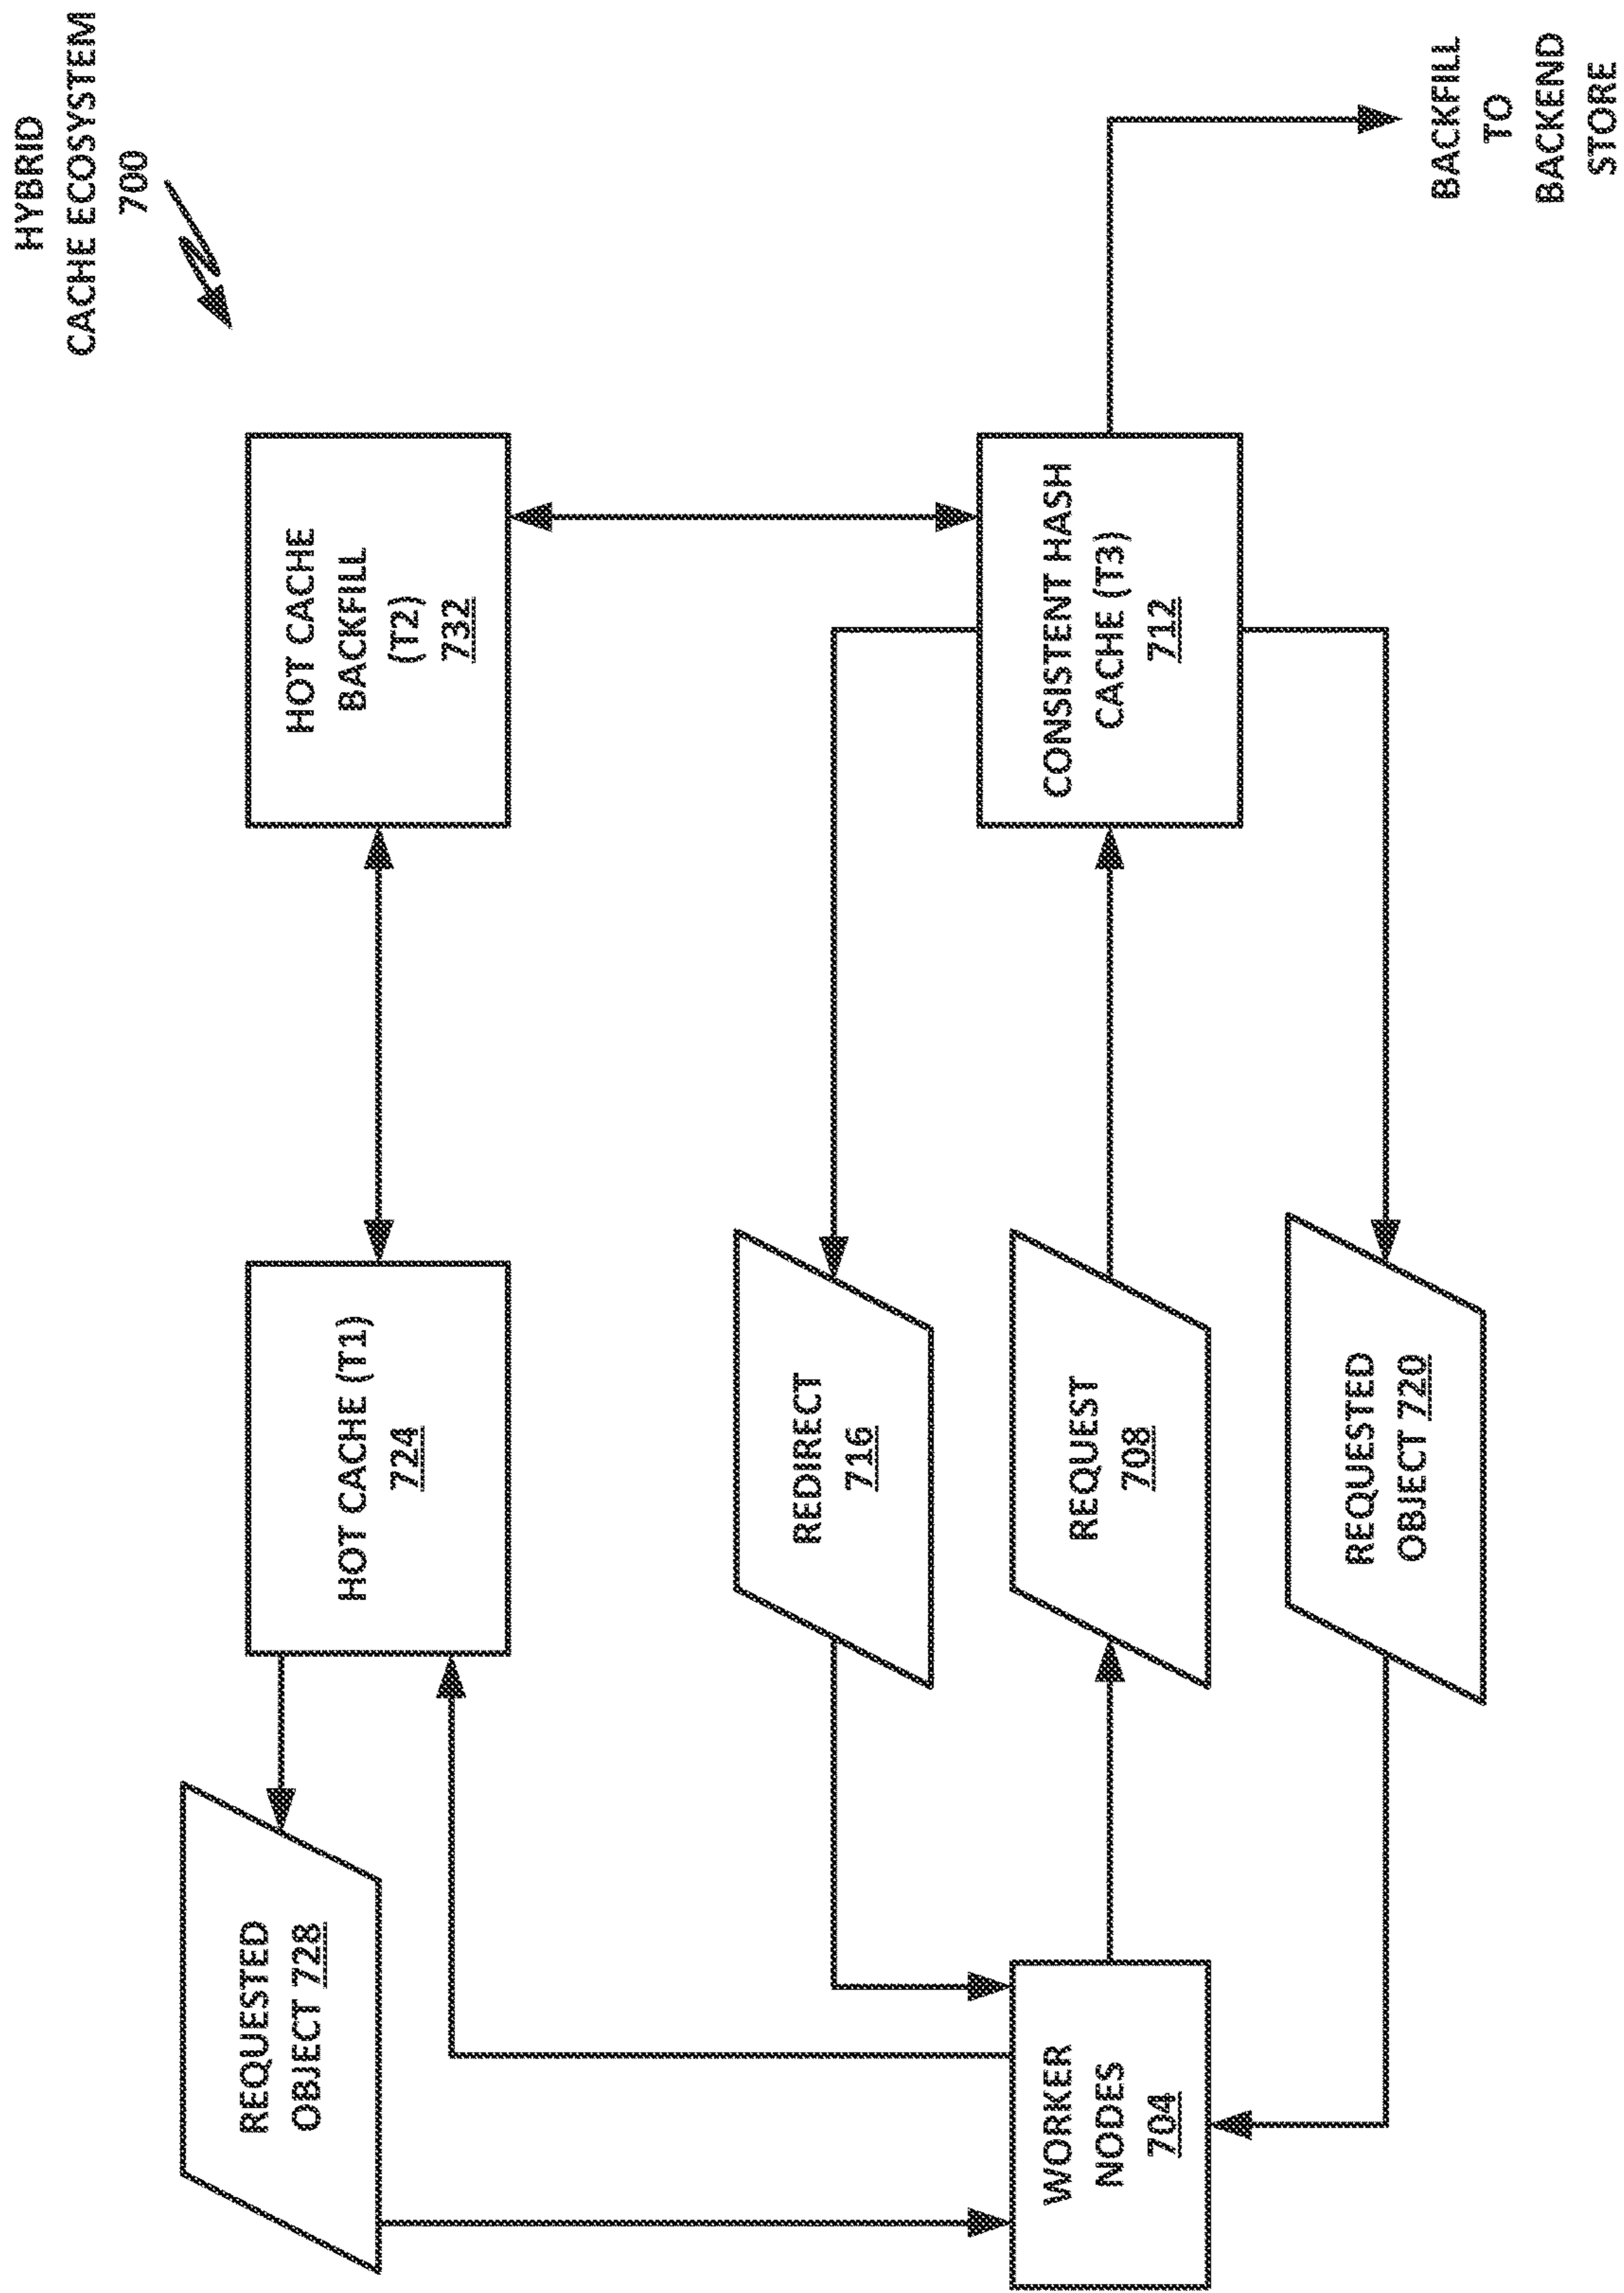 HYBRID
CACHE ECOSYSTEM
700
REQUESTED
OBJECT 728
HOT CACHE (T1)
724
HOT CACHE
BACKFILL
(T2)
732
REDIRECT
716
WORKER
NODES
704
REQUEST
708
CONSISTENT HASH
CACHE (T3)
712
REQUESTED
OBJECT 720
BACKFILL
TO
BACKEND
STORE